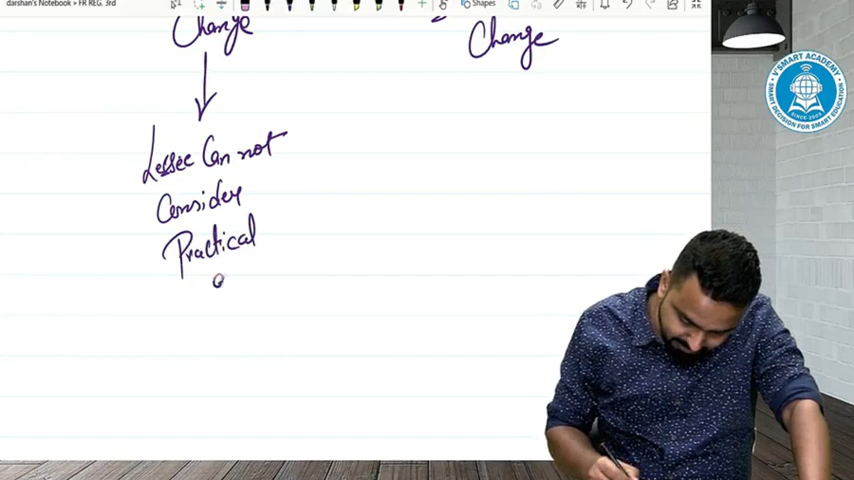 darshan's Notebook » FR REG. 3rd
Shapes
Change
Change
Lessee Can not
Consider
Practical
V'SMART ACADEMY
SMART DECISION FOR SMART EDUCATION
SINCE-2005